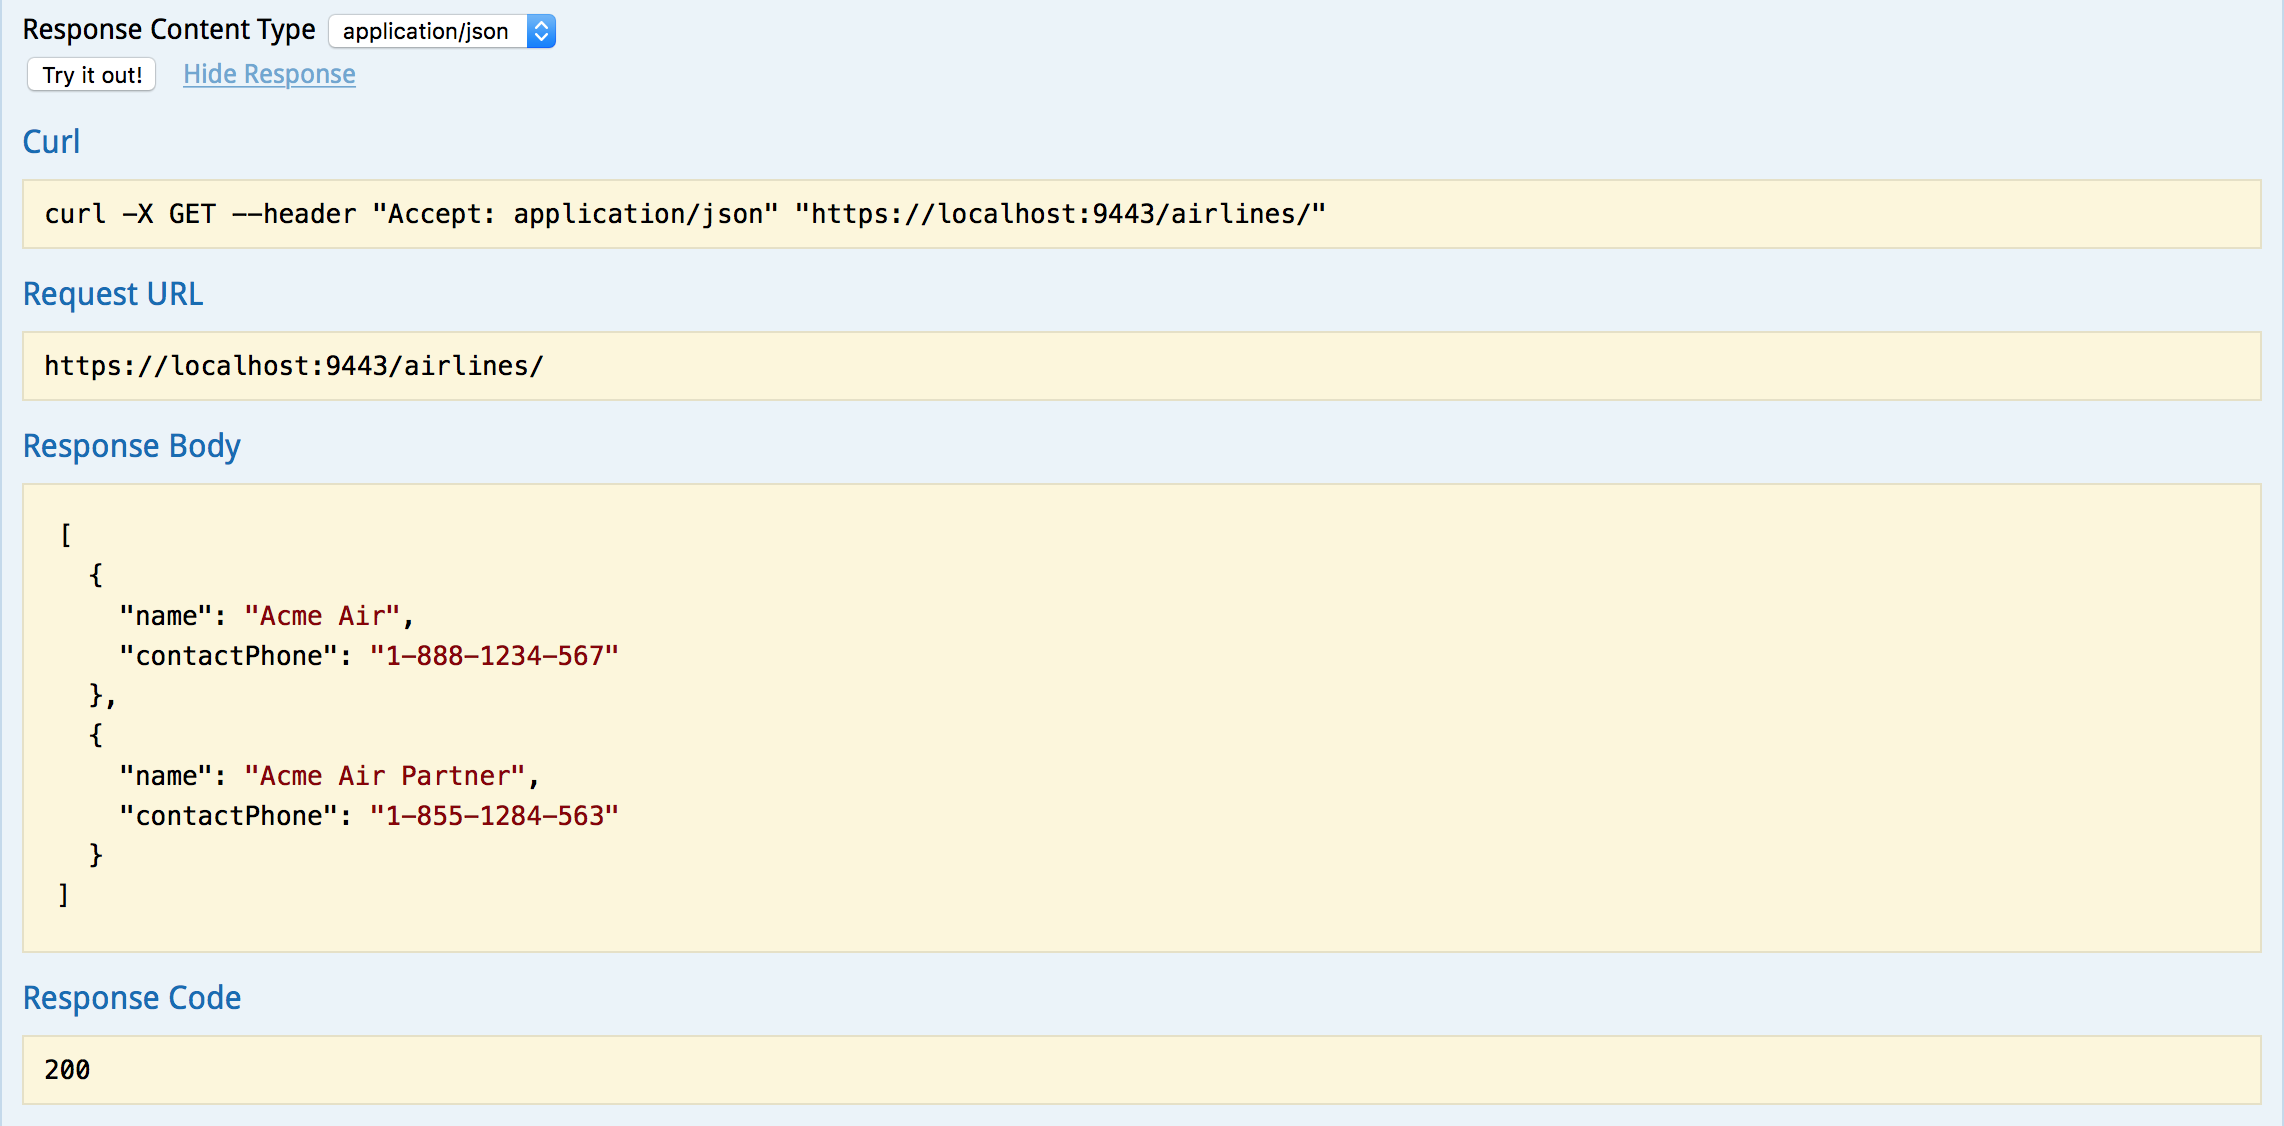 Response Content Type application/json
Try it out! Hide Response
Curl
curl -X GET --header "Accept: application/json" "https://localhost:9443/airlines/"
Request URL
https://localhost:9443/airlines/
Response Body
[
  {
    "name": "Acme Air",
    "contactPhone": "1-888-1234-567"
  },
  {
    "name": "Acme Air Partner",
    "contactPhone": "1-855-1284-563"
  }
]
Response Code
200